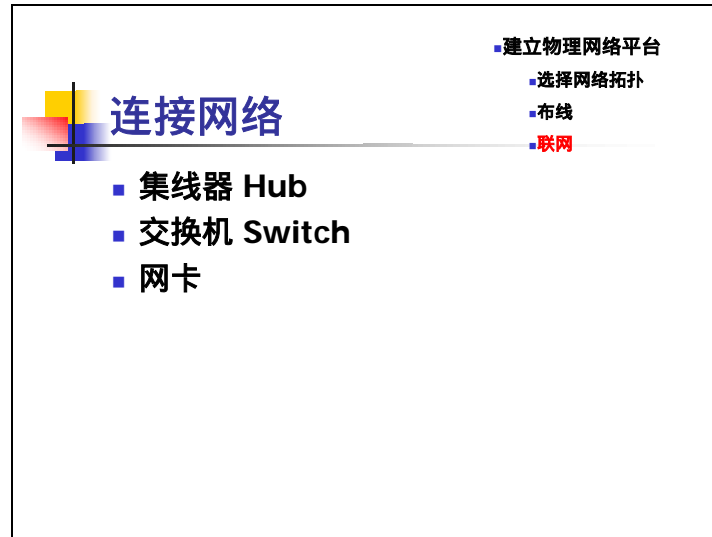 建立物理网络平台
选择网络拓扑
布线
联网
连接网络
集线器 Hub
交换机 Switch
网卡